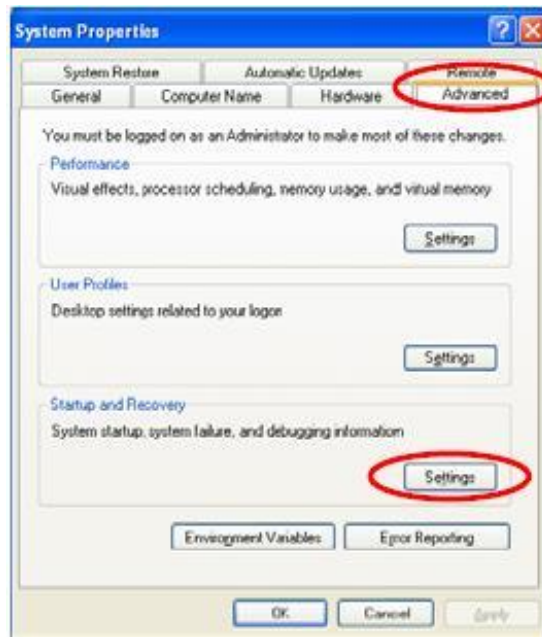 System Properties
System Restore Automatic Updates Remote
General Computer Name Hardware Advanced
You must be logged on as an Administrator to make most of these changes.
Performance
Visual effects, processor scheduling, memory usage, and virtual memory
Settings
User Profiles
Desktop settings related to your logon
Settings
Startup and Recovery
System startup, system failure, and debugging information
Settings
Environment Variables Error Reporting
OK Cancel Apply